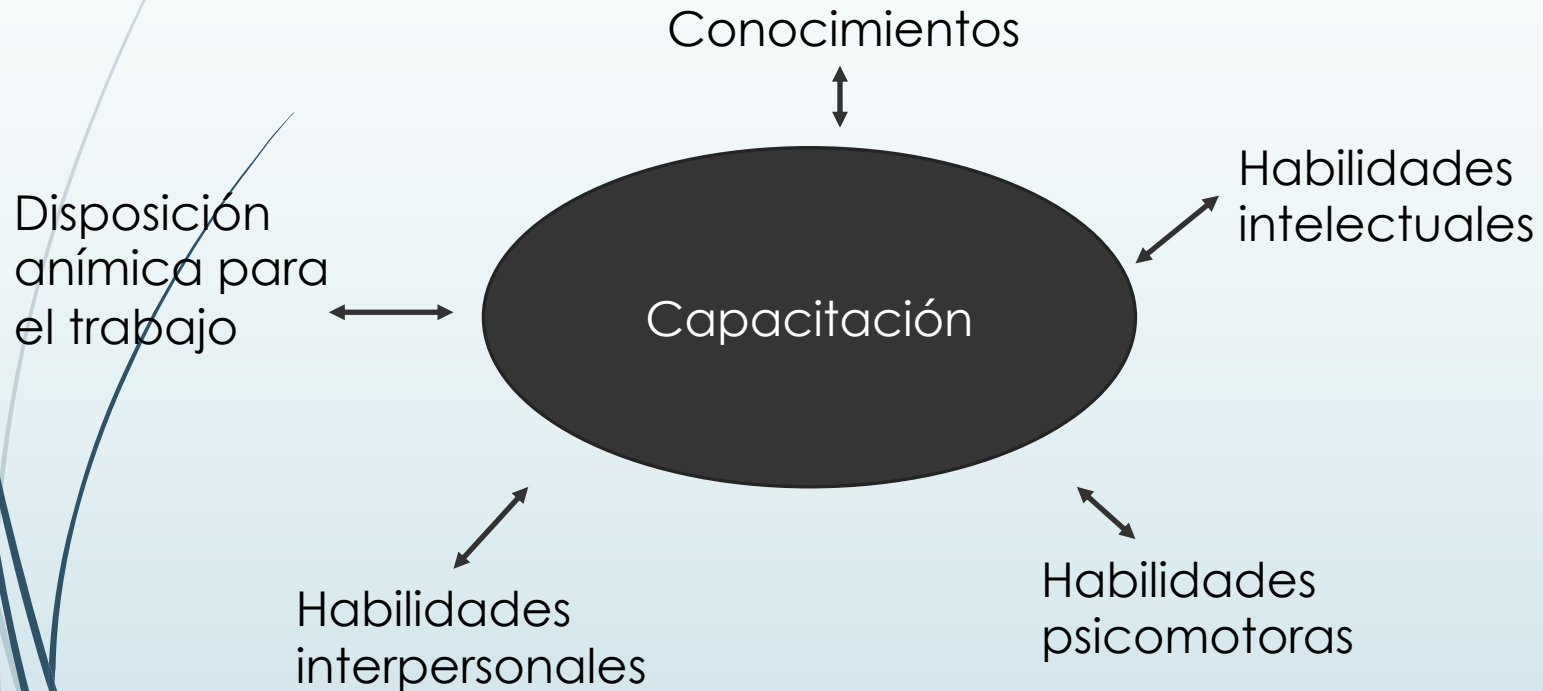 Conocimientos
Habilidades
intelectuales
Disposición
anímica para
el trabajo
Capacitación
Habilidades
interpersonales
Habilidades
psicomotoras